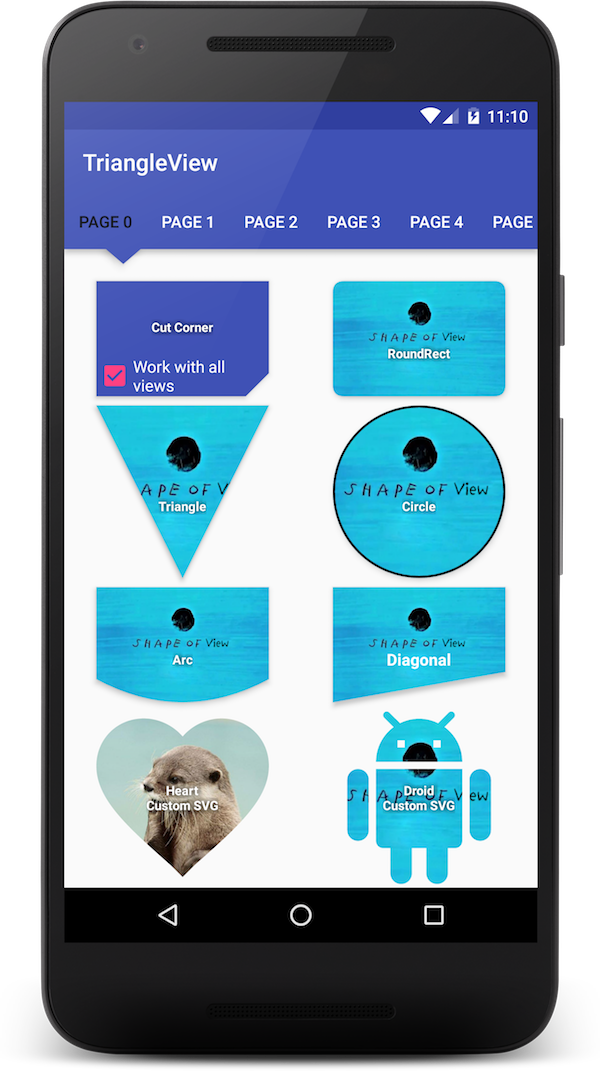 11:10
TriangleView
PAGE 0 PAGE 1 PAGE 2 PAGE 3 PAGE 4 PAGE
Cut Corner
Work with all
views
SHAPE OF View
RoundRect
APE OF V
Triangle
SHAPE OF View
Circle
SHAPE OF View
Arc
SHAPE OF View
Diagonal
Heart
Custom SVG
Droid
SHAPE OF View
Custom SVG